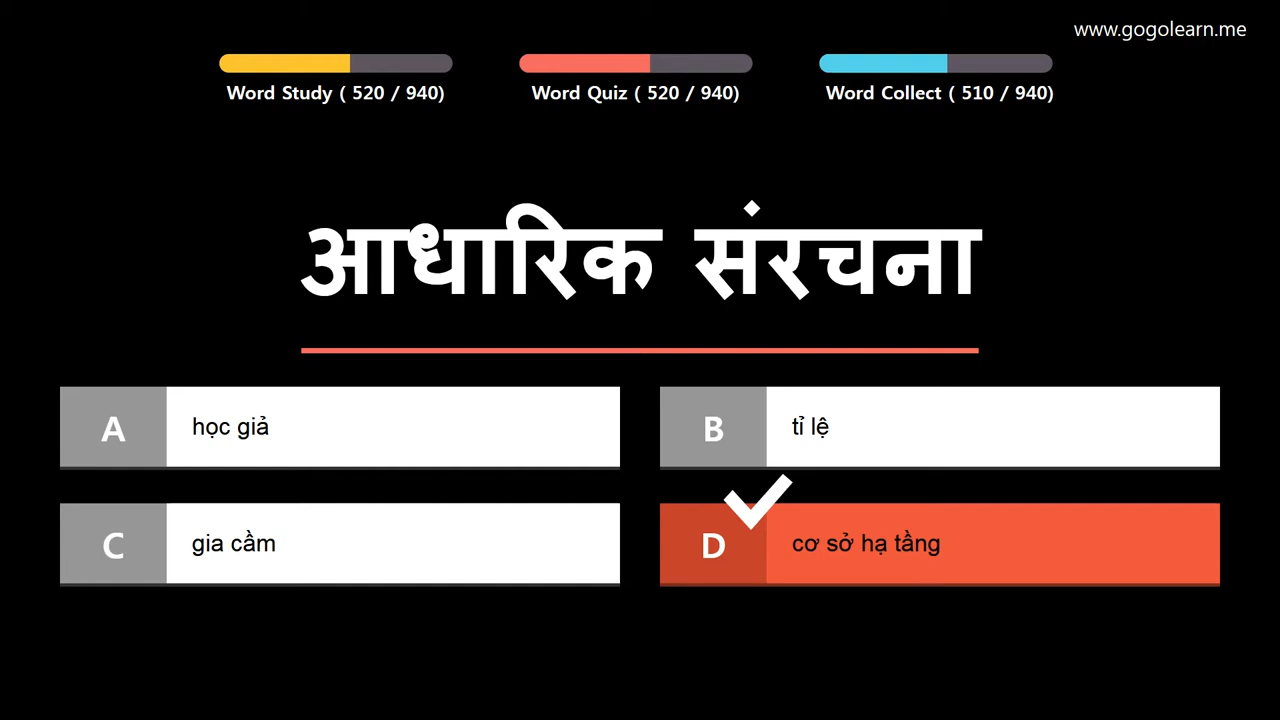 www.gogolearn.me
Word Study ( 520 / 940)
Word Quiz ( 520 / 940)
Word Collect ( 510 / 940)
आधारिक संरचना
A học giả
B tỉ lệ
C gia cầm
D cơ sở hạ tầng